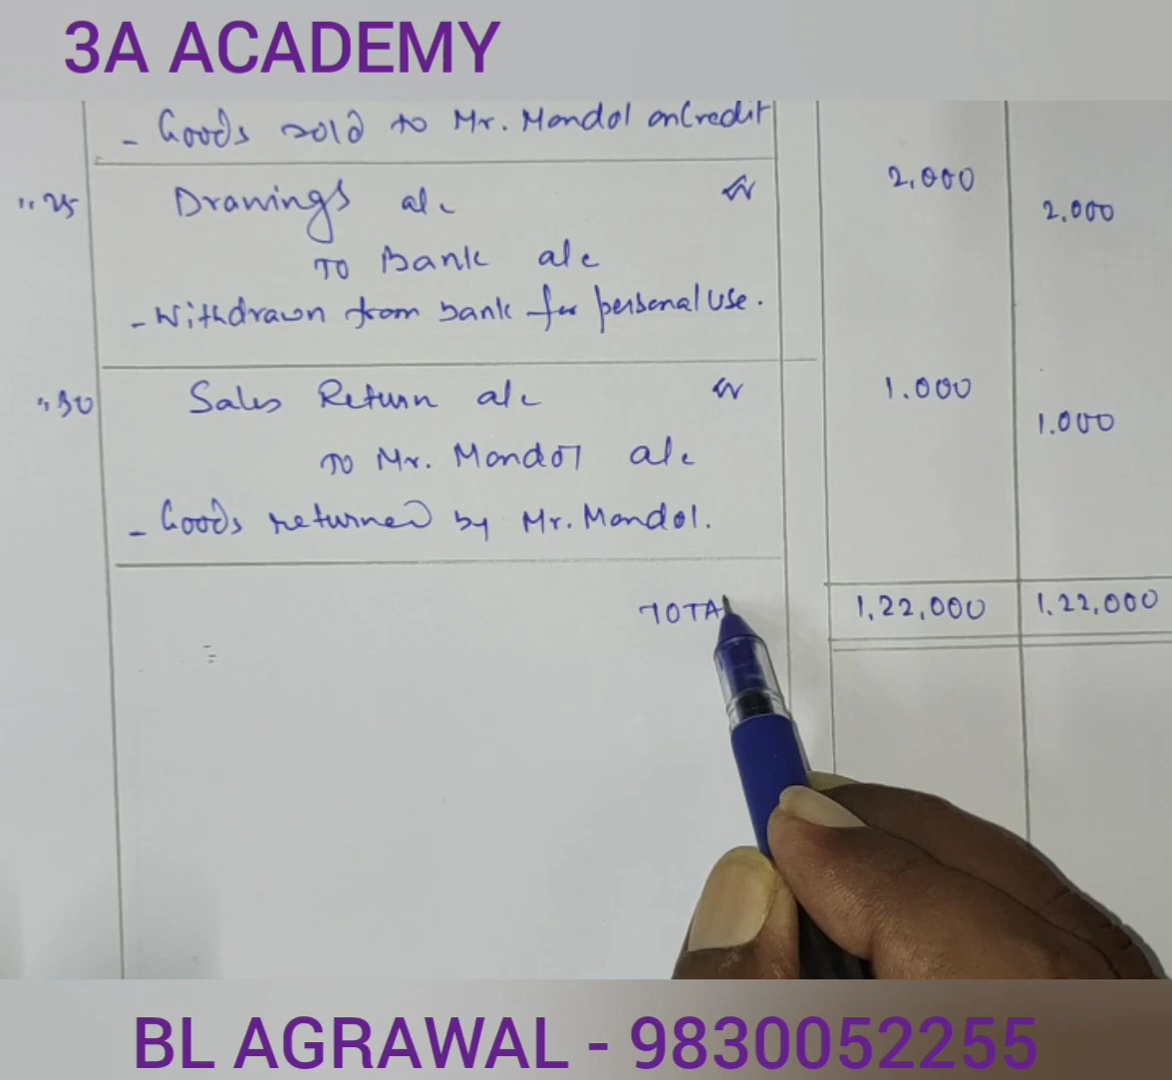 3A ACADEMY
- Goods sold to Mr. Mondol on Credit
" 25 Drawings a/c Dr 2,000
To Bank a/c 2,000
- Withdrawn from bank for personal use.
" 30 Sales Return a/c Dr 1.000
To Mr. Mondol a/c 1.000
- Goods returned by Mr. Mondol.
TOTA 1,22,000 1,22,000
BL AGRAWAL - 9830052255